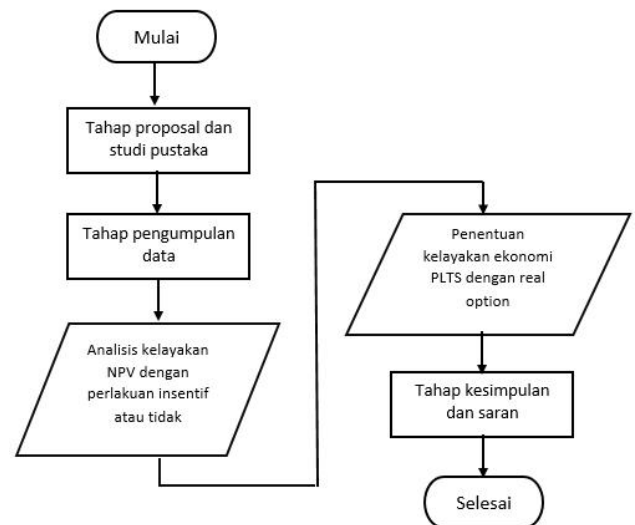 Mulai
Tahap proposal dan
studi pustaka
Tahap pengumpulan
data
Analisis kelayakan
NPV dengan
perlakuan insentif
atau tidak
Penentuan
kelayakan ekonomi
PLTS dengan real
option
Tahap kesimpulan
dan saran
Selesai